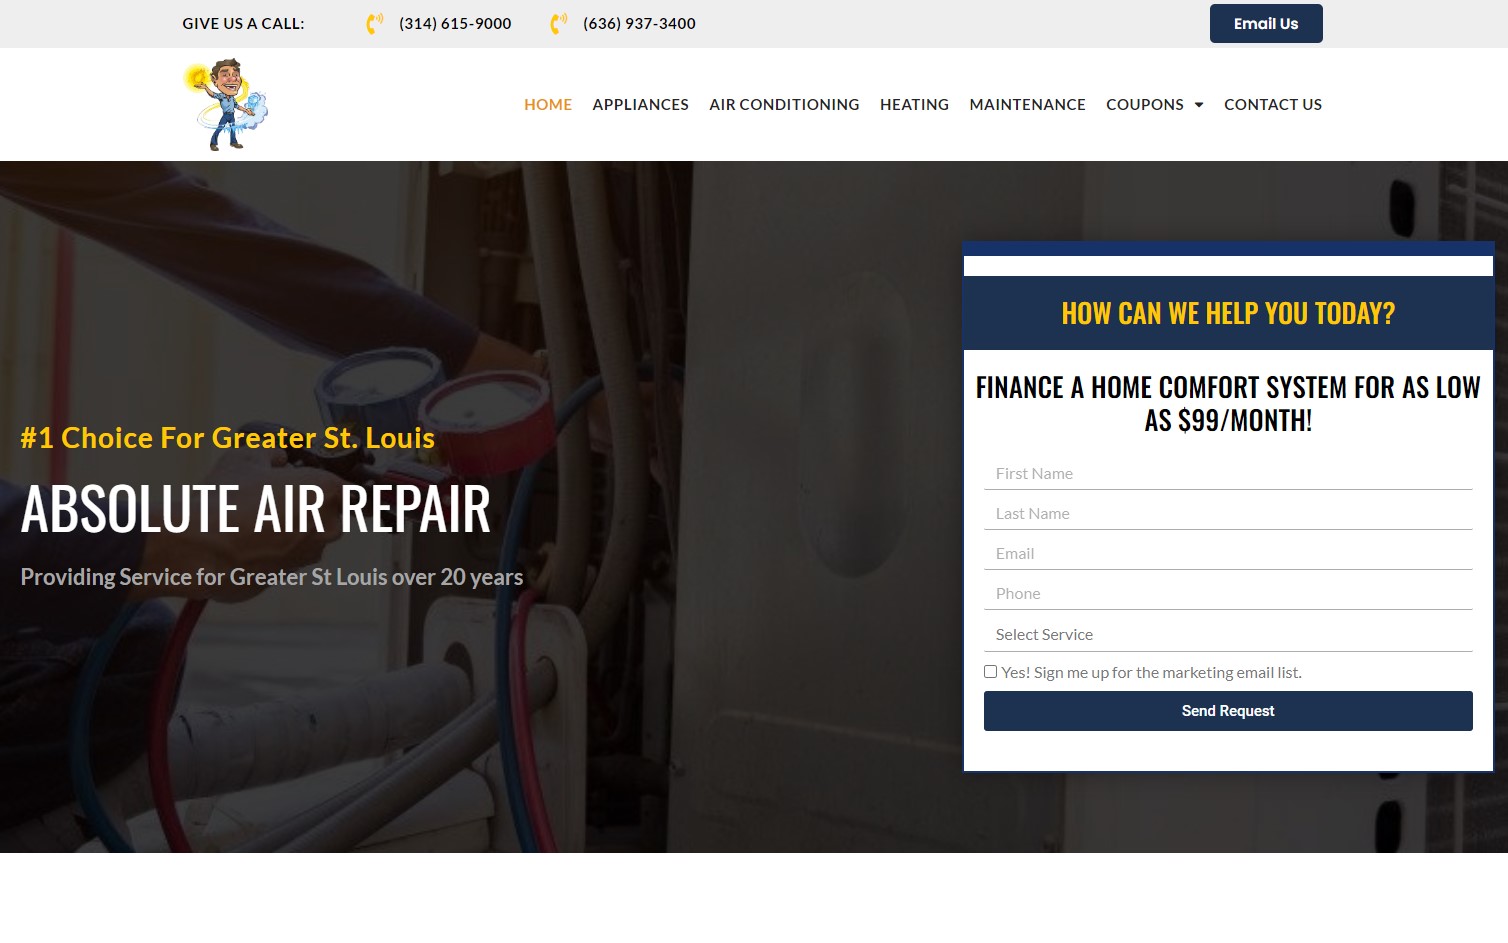 GIVE US A CALL:
(314) 615-9000
(636) 937-3400
Email Us
HOME
APPLIANCES
AIR CONDITIONING
HEATING
MAINTENANCE
COUPONS
CONTACT US
#1 Choice For Greater St. Louis
ABSOLUTE AIR REPAIR
Providing Service for Greater St Louis over 20 years
HOW CAN WE HELP YOU TODAY?
FINANCE A HOME COMFORT SYSTEM FOR AS LOW
AS $99/MONTH!
First Name
Last Name
Email
Phone
Select Service
Yes! Sign me up for the marketing email list.
Send Request